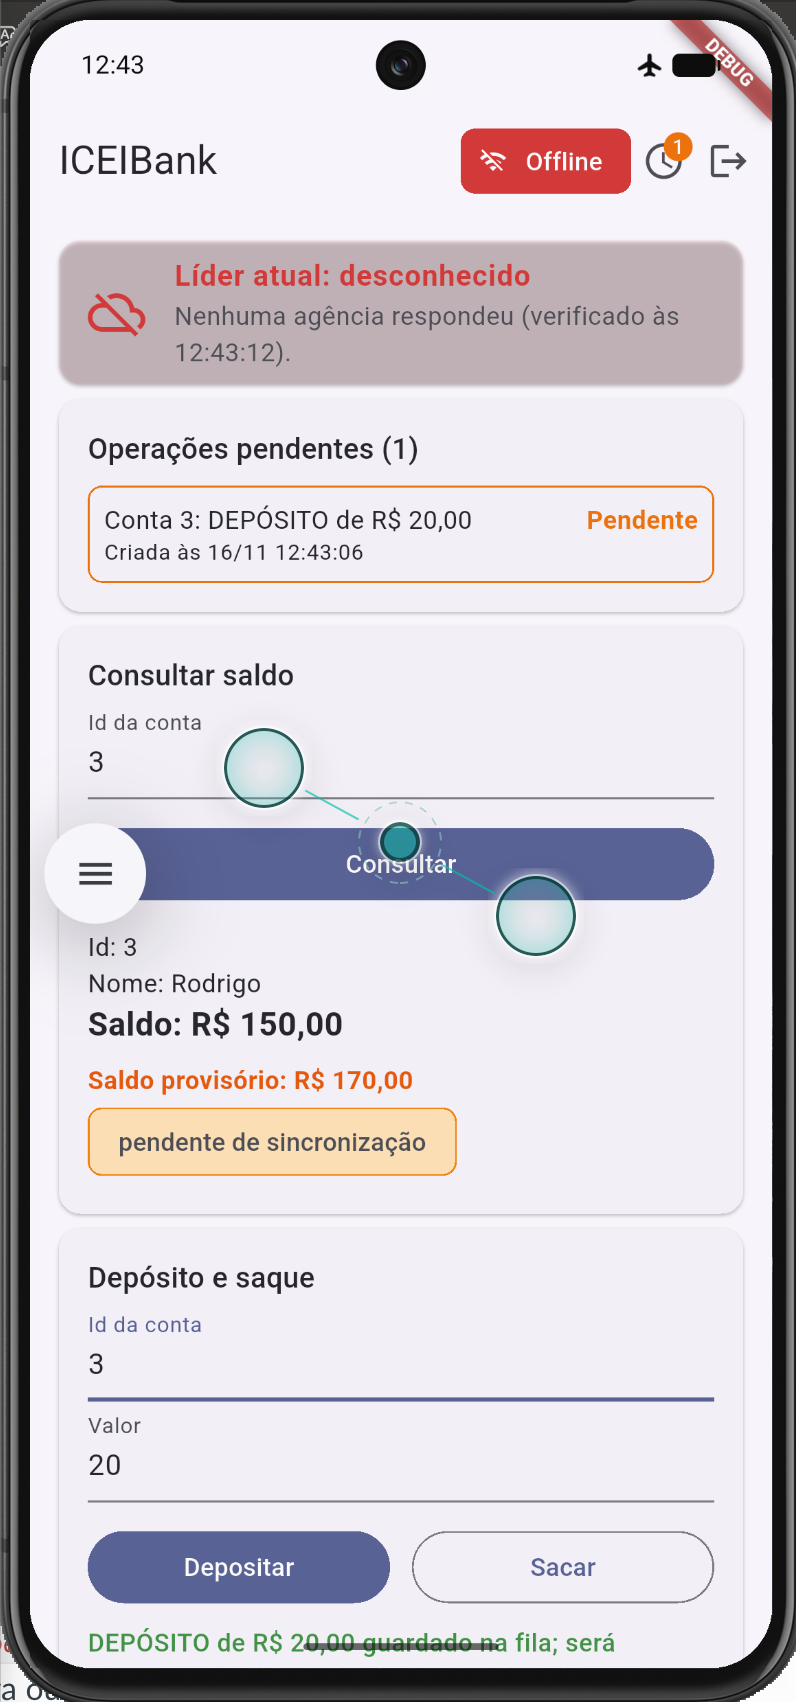 12:43
DEBUG
ICEIBank
Offline
1
Líder atual: desconhecido
Nenhuma agência respondeu (verificado às
12:43:12).
Operações pendentes (1)
Conta 3: DEPÓSITO de R$ 20,00
Pendente
Criada às 16/11 12:43:06
Consultar saldo
Id da conta
3
Consultar
Id: 3
Nome: Rodrigo
Saldo: R$ 150,00
Saldo provisório: R$ 170,00
pendente de sincronização
Depósito e saque
Id da conta
3
Valor
20
Depositar
Sacar
DEPÓSITO de R$ 20,00 guardado na fila; será